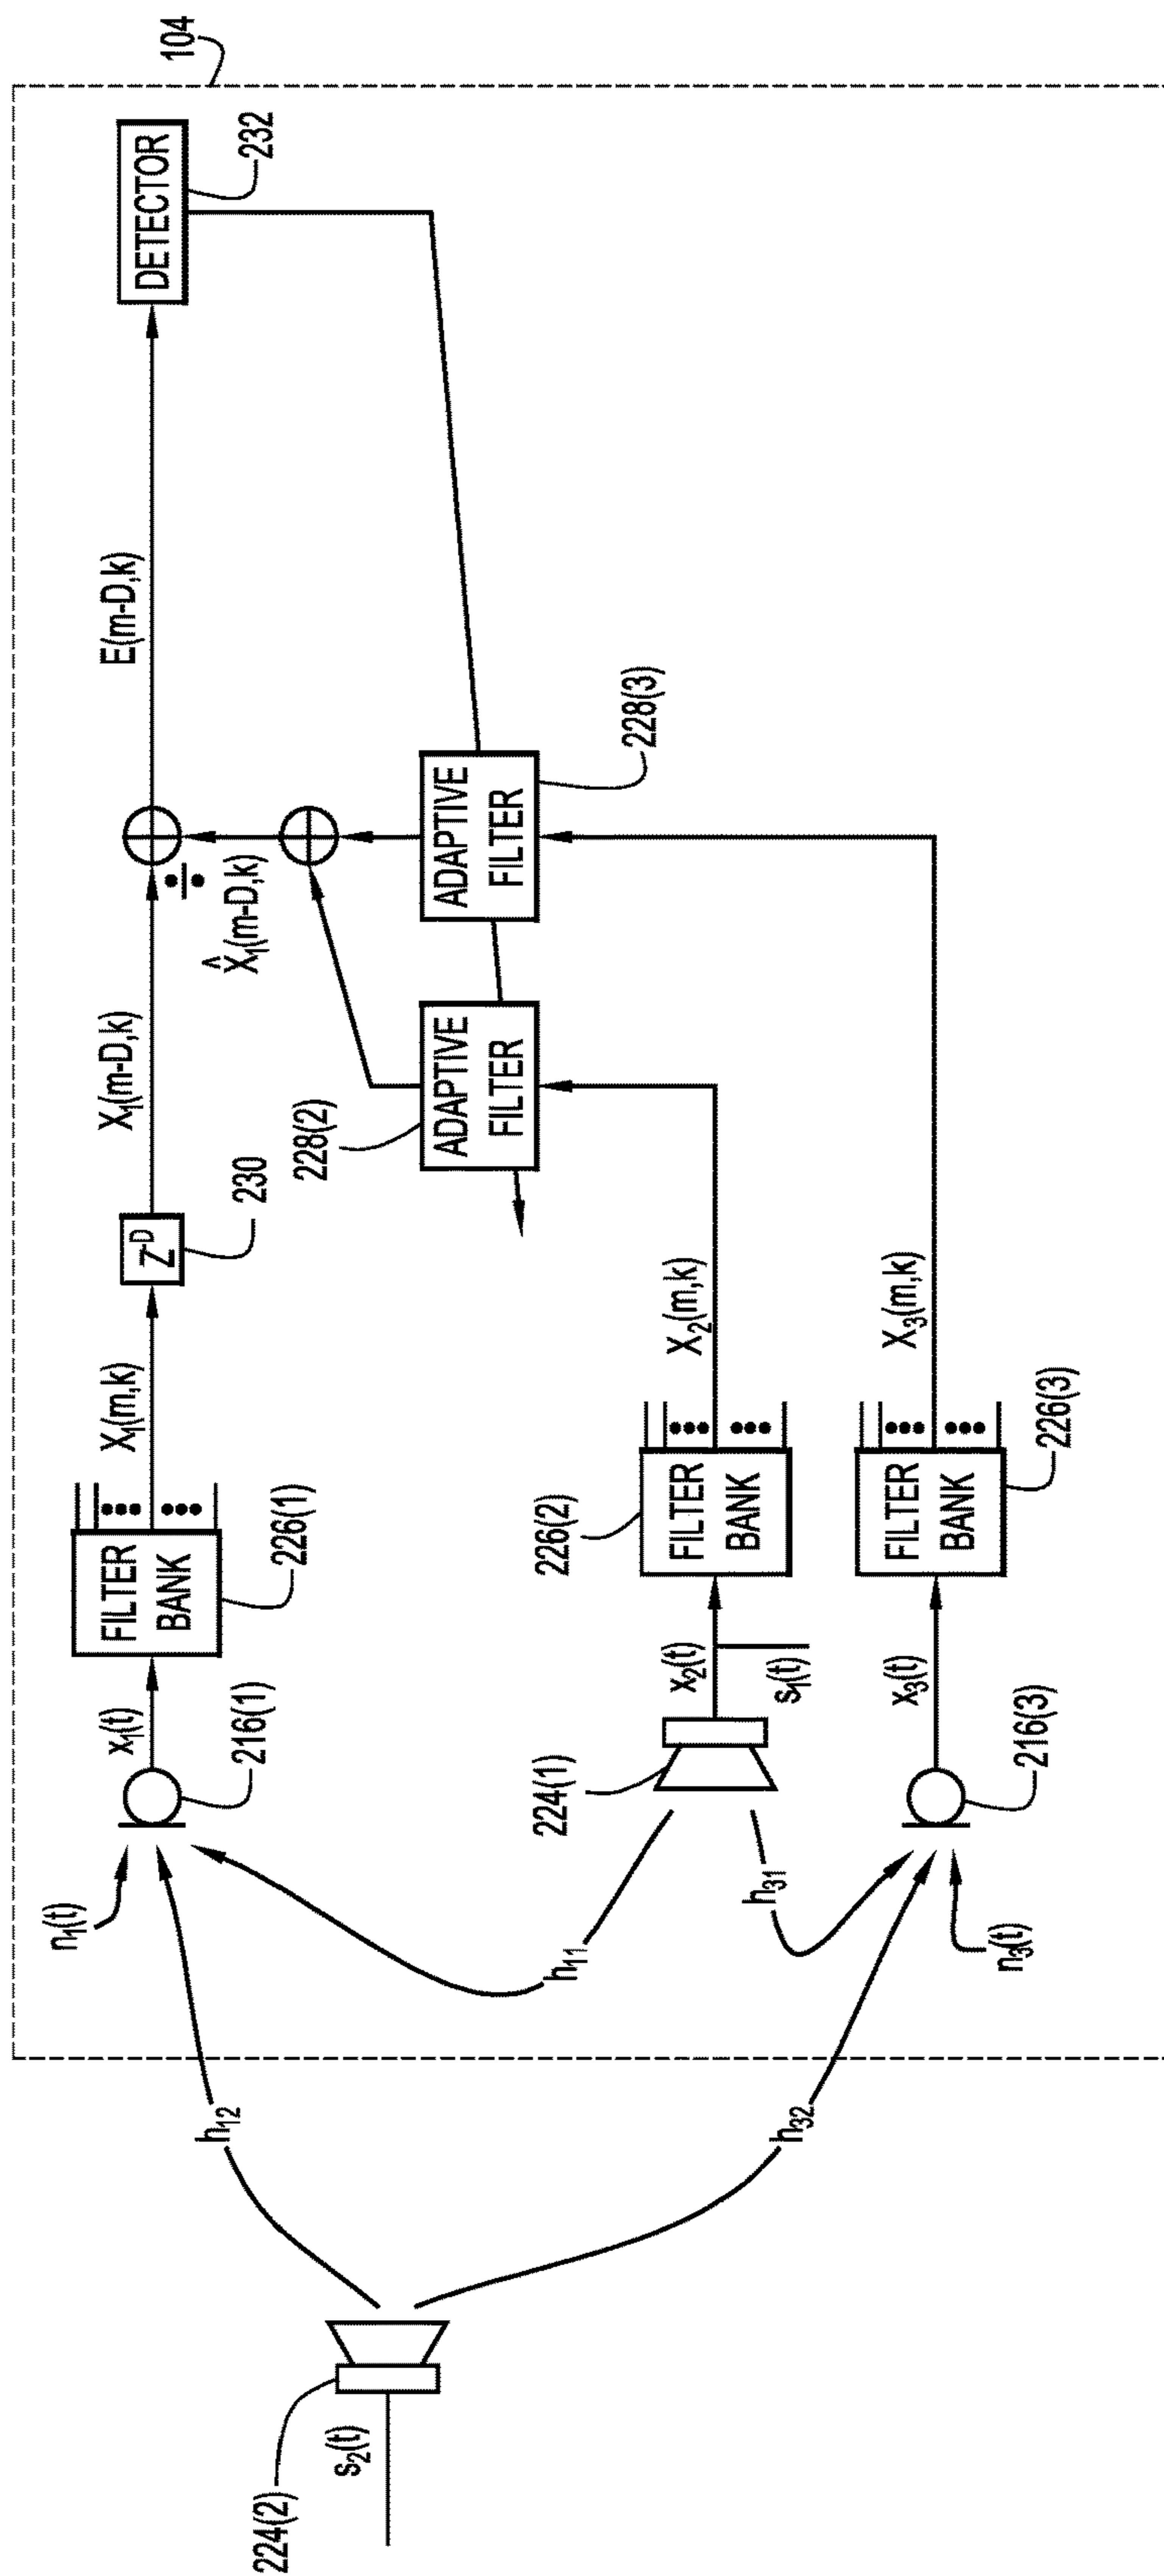 104
DETECTOR
232
E(m-D,k)
X₁(m-D,k)
X̂₁(m-D,k)
Z⁻ᴰ
230
X₁(m,k)
FILTER
BANK
226(1)
x₁(t)
216(1)
n₁(t)
ADAPTIVE
FILTER
228(3)
ADAPTIVE
FILTER
228(2)
X₂(m,k)
FILTER
BANK
226(2)
x₂(t)
s₁(t)
224(1)
X₃(m,k)
FILTER
BANK
226(3)
x₃(t)
216(3)
n₃(t)
h₁₁
h₃₁
h₁₂
h₃₂
s₂(t)
224(2)